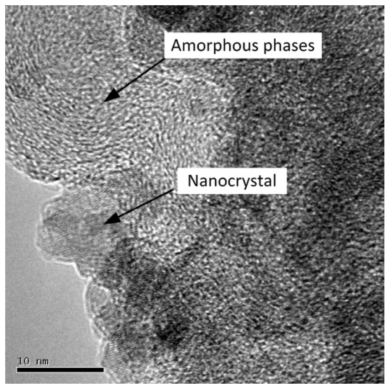 Amorphous phases
Nanocrystal
10 nm